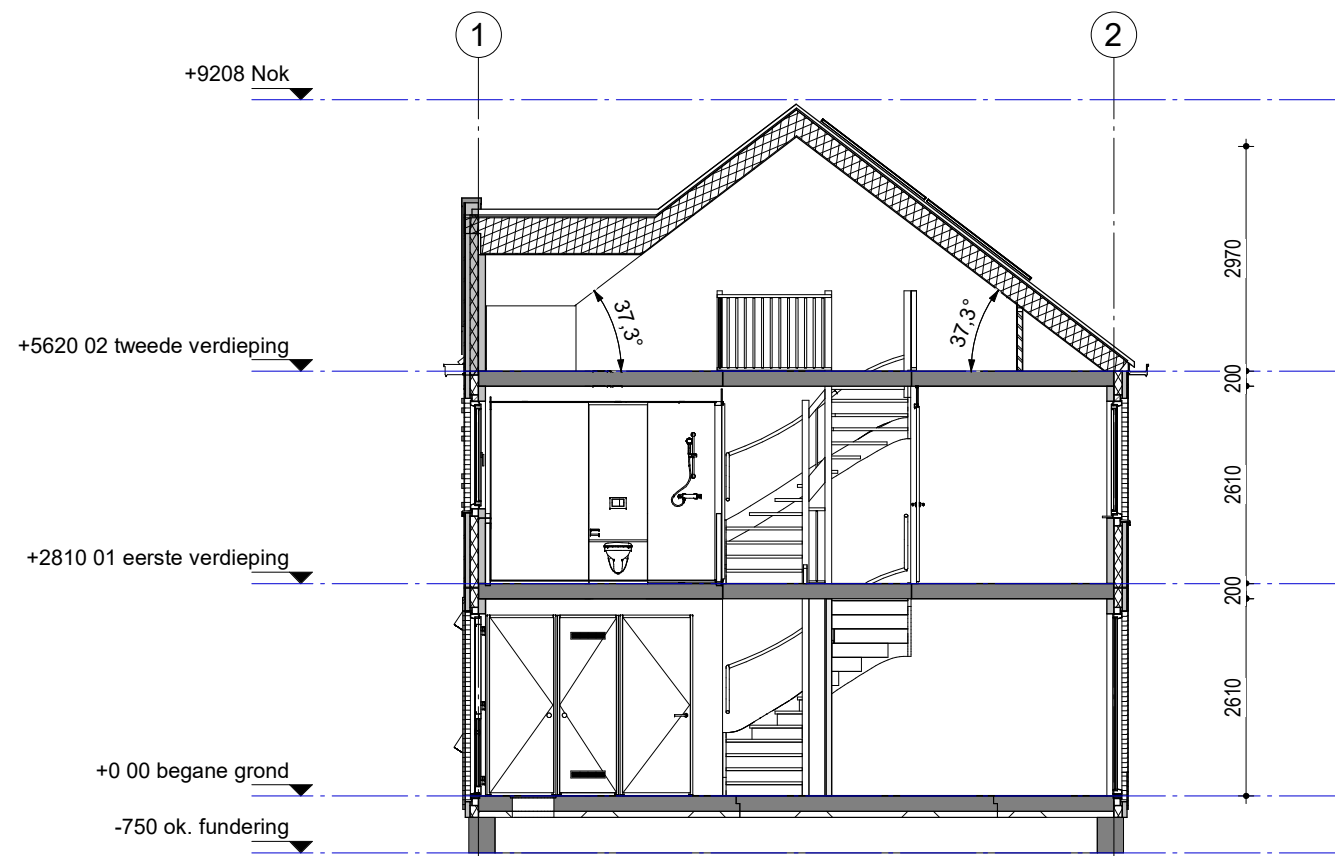 1
2
+9208 Nok
2970
37,3°
37,3°
+5620 02 tweede verdieping
200
2610
+2810 01 eerste verdieping
200
2610
+0 00 begane grond
-750 ok. fundering